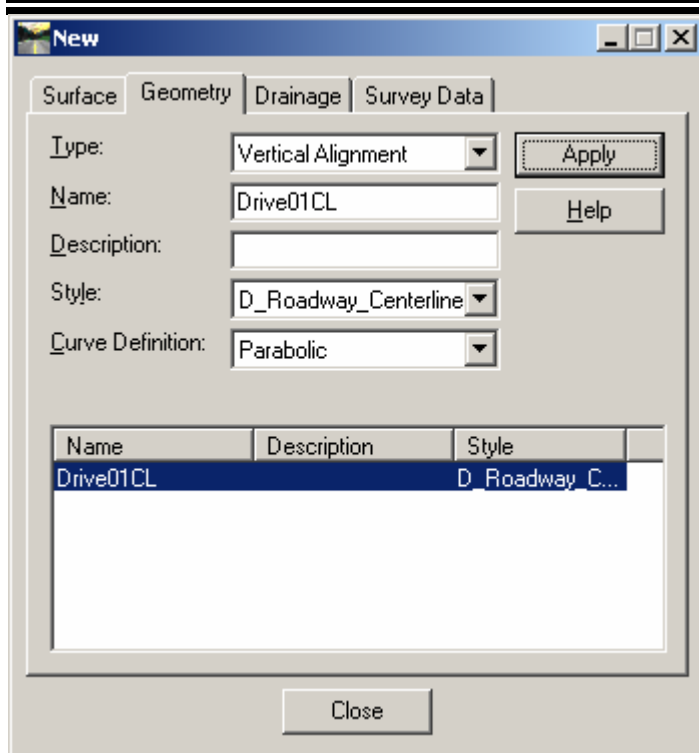 New
Surface Geometry Drainage Survey Data
Type: Vertical Alignment Apply
Name: Drive01CL Help
Description:
Style: D_Roadway_Centerline
Curve Definition: Parabolic
Name Description Style
Drive01CL D_Roadway_C...
Close